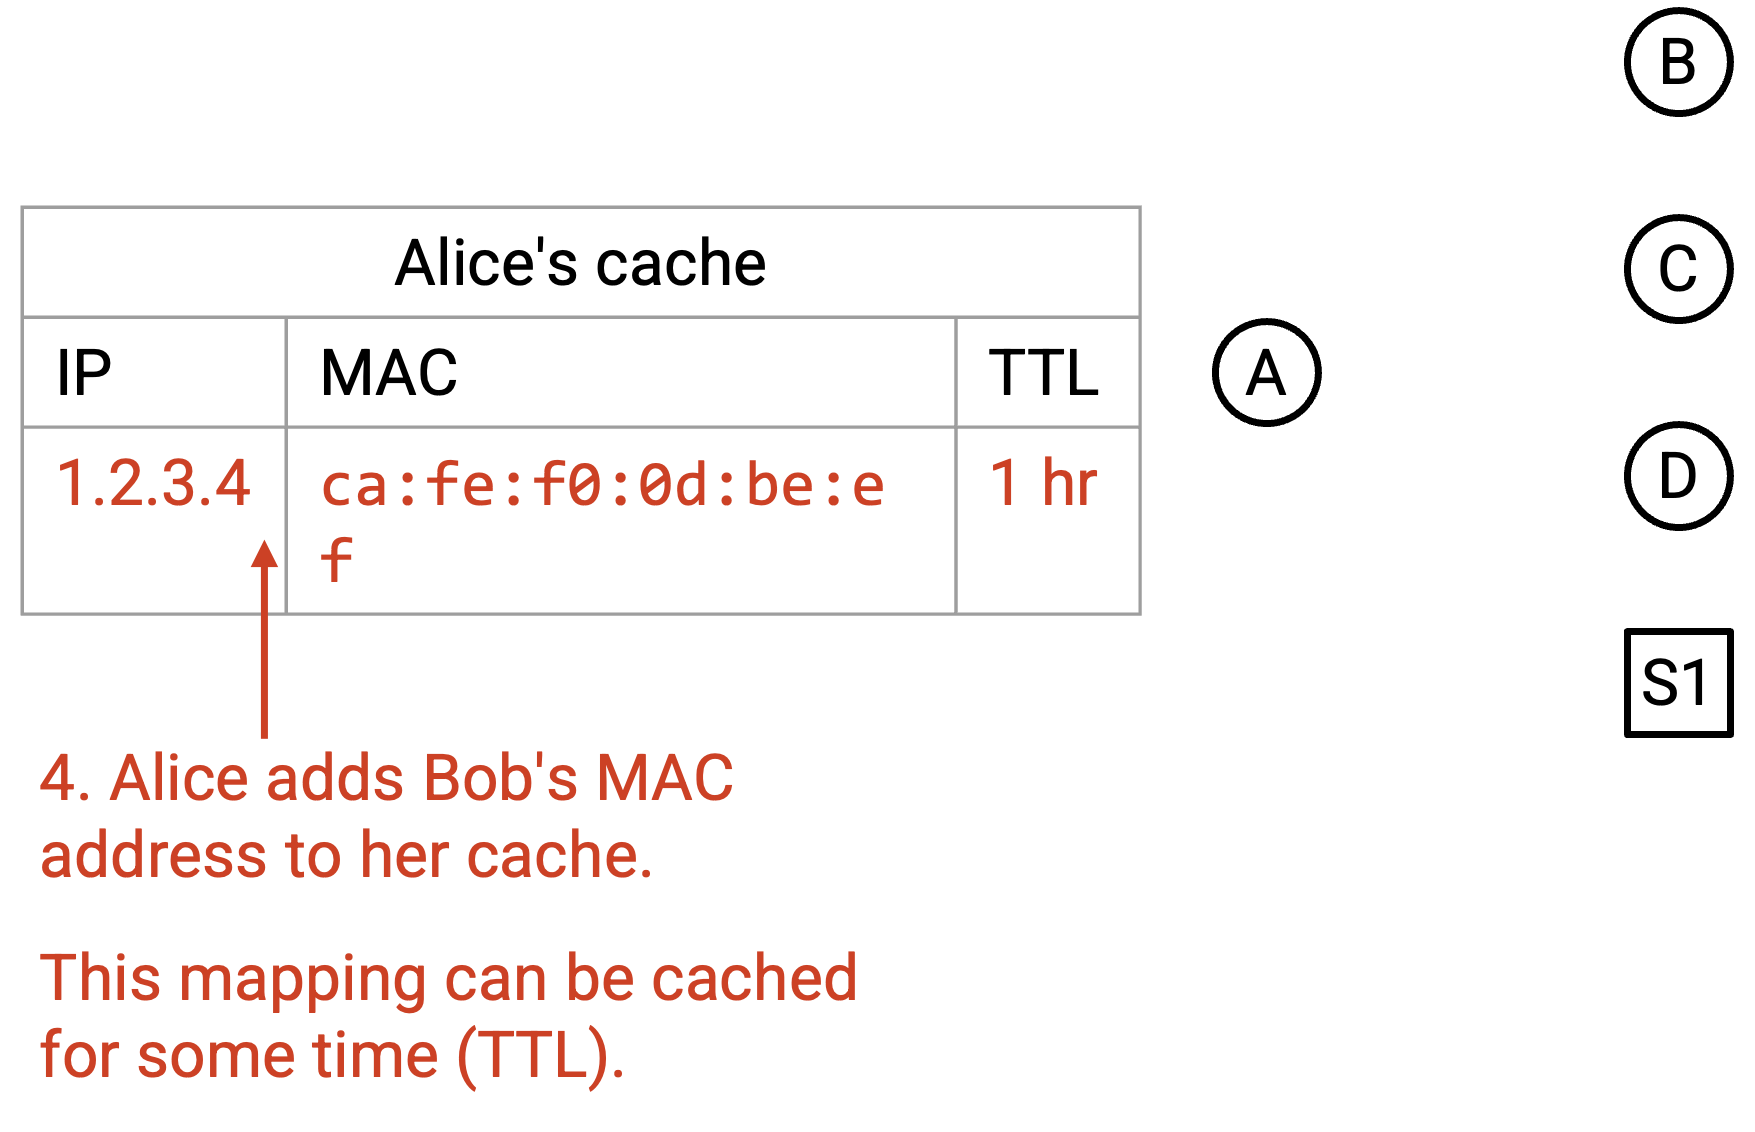 B
Alice's cache
C
IP MAC TTL
A
1.2.3.4 ca:fe:f0:0d:be:e
f
1 hr
D
S1
4. Alice adds Bob's MAC
address to her cache.
This mapping can be cached
for some time (TTL).